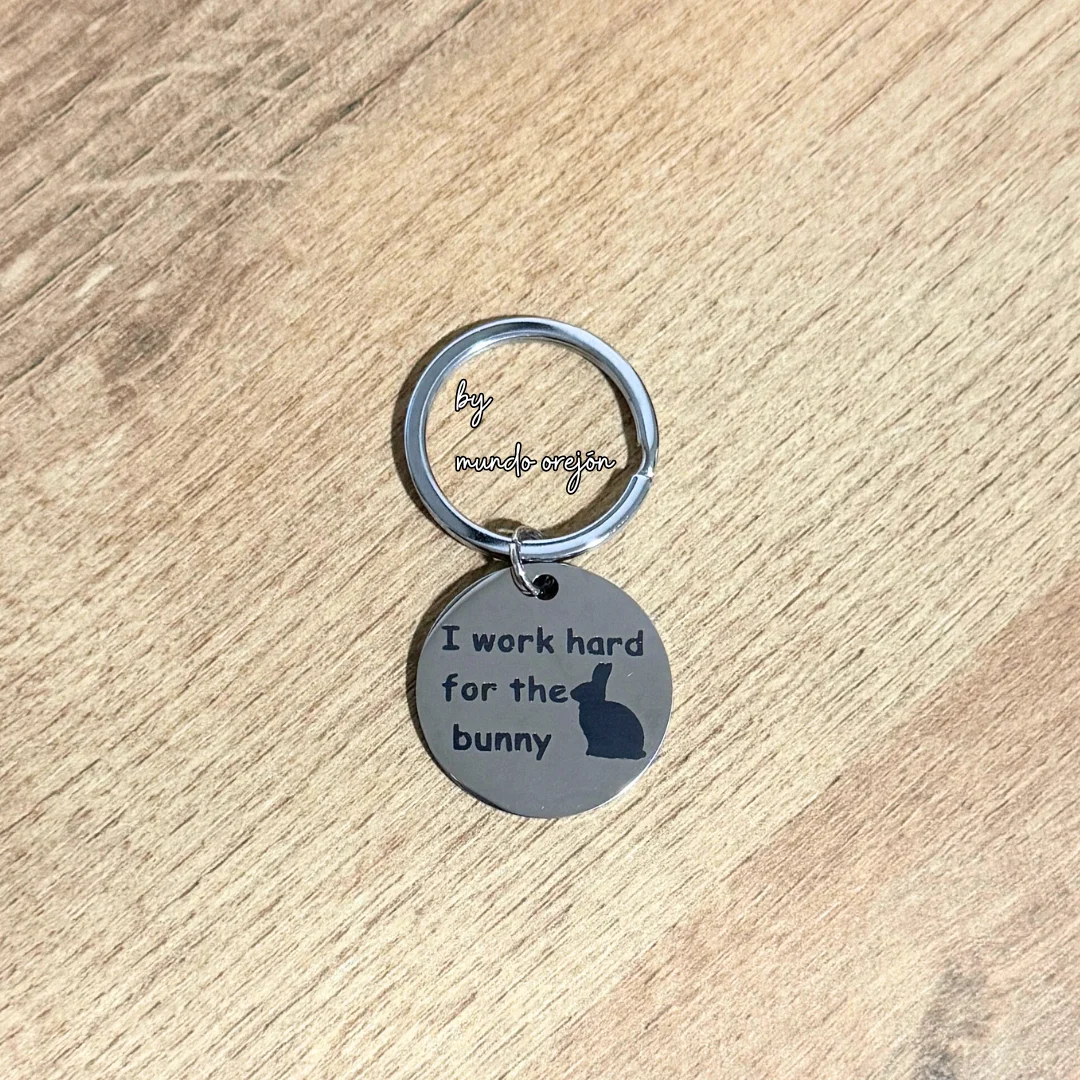 by
mundo orejón
I work hard
for the
bunny